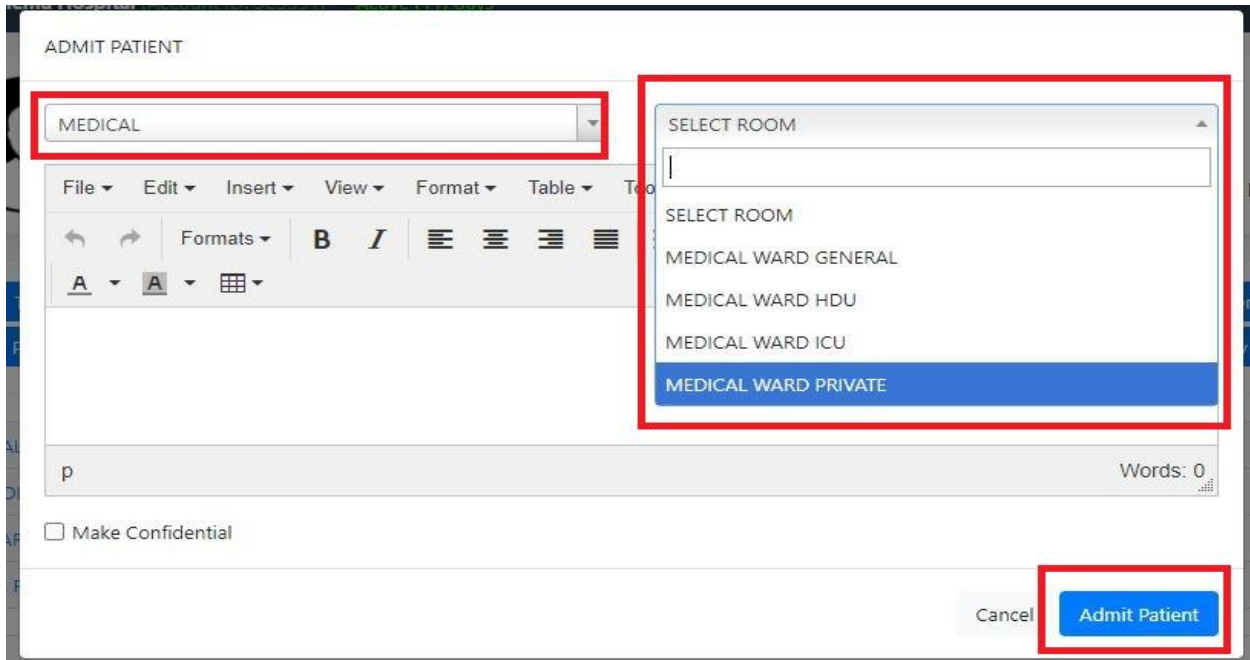 ADMIT PATIENT
MEDICAL
SELECT ROOM
File Edit Insert View Format Table
SELECT ROOM
Formats B I
MEDICAL WARD GENERAL
A A
MEDICAL WARD HDU
MEDICAL WARD ICU
MEDICAL WARD PRIVATE
p Words: 0
Make Confidential
Cancel Admit Patient